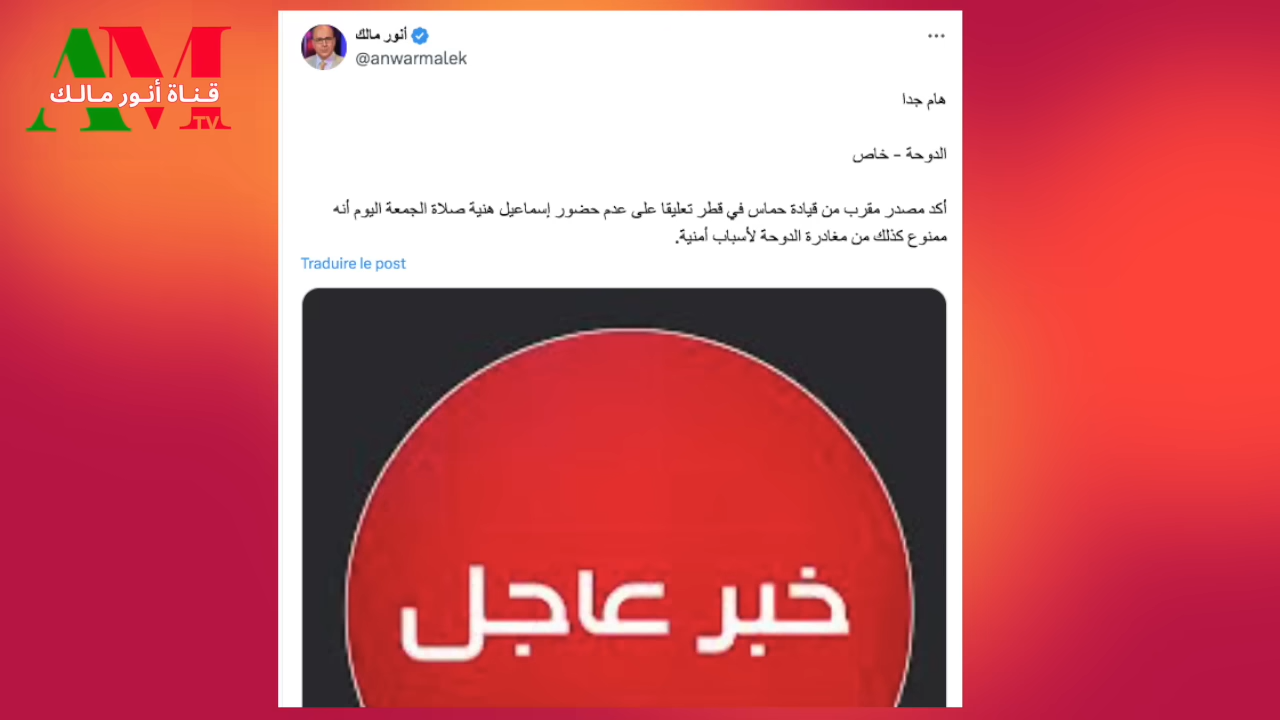 AM
قناة أنور مالك
TV
أنور مالك
@anwarmalek
هام جدا
الدوحة - خاص
أكد مصدر مقرب من قيادة حماس في قطر تعليقا على عدم حضور إسماعيل هنية صلاة الجمعة اليوم أنه
ممنوع كذلك من مغادرة الدوحة لأسباب أمنية.
Traduire le post
خبر عاجل